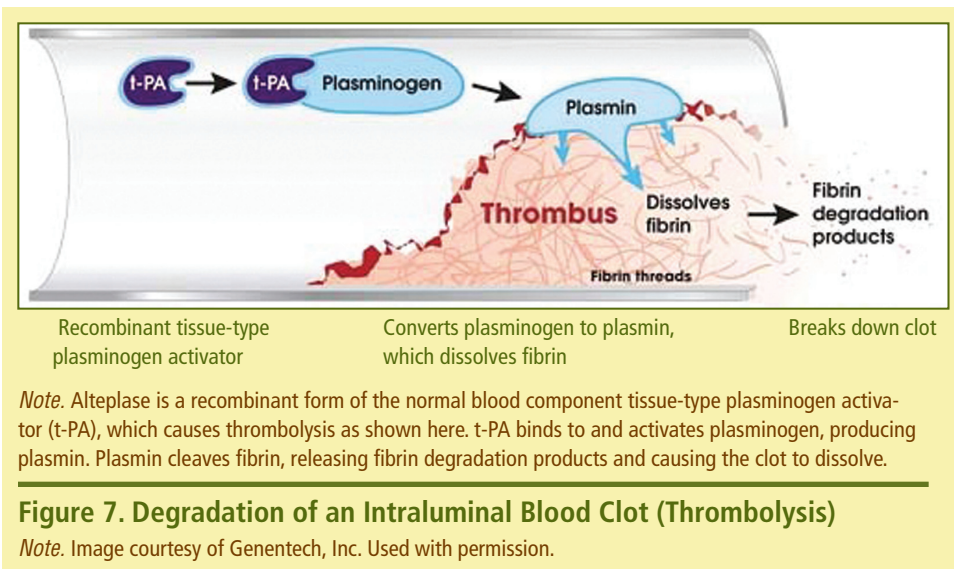 t-PA
t-PA
Plasminogen
Plasmin
Thrombus
Dissolves
fibrin
Fibrin
degradation
products
Fibrin threads
Recombinant tissue-type
plasminogen activator
Converts plasminogen to plasmin,
which dissolves fibrin
Breaks down clot
Note. Alteplase is a recombinant form of the normal blood component tissue-type plasminogen activa-
tor (t-PA), which causes thrombolysis as shown here. t-PA binds to and activates plasminogen, producing
plasmin. Plasmin cleaves fibrin, releasing fibrin degradation products and causing the clot to dissolve.
Figure 7. Degradation of an Intraluminal Blood Clot (Thrombolysis)
Note. Image courtesy of Genentech, Inc. Used with permission.